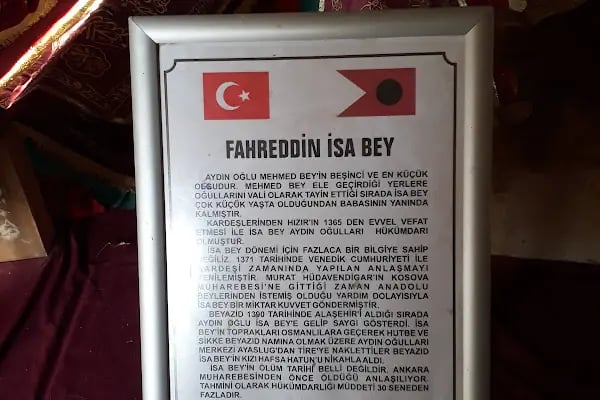 FAHREDDİN İSA BEY
AYDIN OĞLU MEHMED BEY'İN BEŞİNCİ VE EN KÜÇÜK
OĞLUDUR. MEHMED BEY ELE GEÇİRDİĞİ YERLERE
OĞULLARINI VALİ OLARAK TAYİN ETTİĞİ SIRADA İSA BEY
ÇOK KÜÇÜK YAŞTA OLDUĞUNDAN BABASININ YANINDA
KALMIŞTIR.
KARDEŞLERİNDEN HIZIR'IN 1365 DEN EVVEL VEFAT
ETMESİ İLE İSA BEY AYDIN OĞULLARI HÜKÜMDARI
OLMUŞTUR.
İSA BEY DÖNEMİ İÇİN FAZLACA BİR BİLGİYE SAHİP
DEĞİLİZ. 1371 TARİHİNDE VENEDİK CUMHURİYETİ İLE
KARDEŞİ ZAMANINDA YAPILAN ANLAŞMAYI
YENİLEMİŞTİR. MURAT HÜDAVENDİGAR'IN KOSOVA
MUHAREBESİ'NE GİTTİĞİ ZAMAN ANADOLU
BEYLERİNDEN İSTEMİŞ OLDUĞU YARDIM DOLAYISIYLA
İSA BEY BİR MİKTAR KUVVET GÖNDERMİŞTİR.
BEYAZID 1390 TARİHİNDE ALAŞEHİR'İ ALDIĞI SIRADA
AYDIN OĞLU İSA BEY'E GELİP SAYGI GÖSTERDİ. İSA
BEY'İN TOPRAKLARI OSMANLILARA GEÇEREK HUTBE VE
SİKKE BEYAZID NAMINA OLMAK ÜZERE AYDIN OĞULLARI
MERKEZİ AYASLUG'DAN TİRE'YE NAKLETTİLER BEYAZID
İSA BEY'İN KIZI HAFSA HATUN'U NİKAHLA ALDI.
İSA BEY'İN ÖLÜM TARİHİ BELLİ DEĞİLDİR. ANKARA
MUHAREBESİNDEN ÖNCE ÖLDÜĞÜ ANLAŞILIYOR.
TAHMİNİ OLARAK HÜKÜMDARLIĞI MÜDDETİ 30 SENEDEN
FAZLADIR.